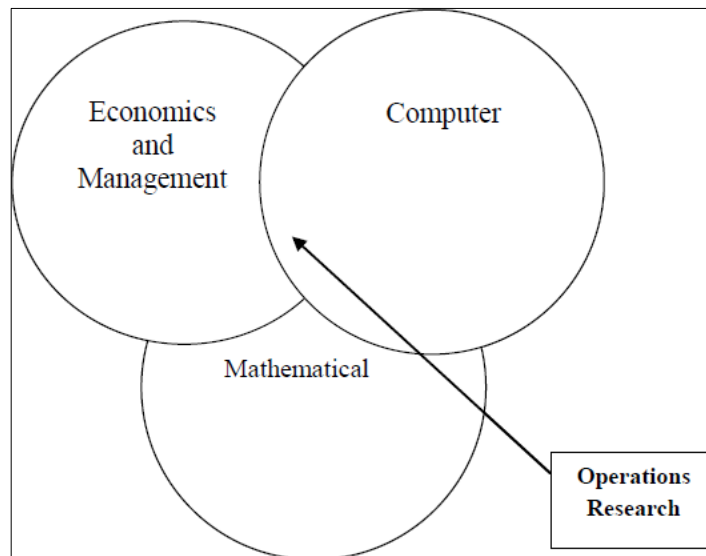 Economics
and
Management
Computer
Mathematical
Operations
Research